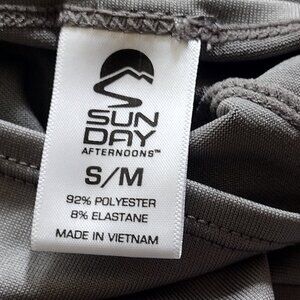 SUN
DAY
AFTERNOONS™
S/M
92% POLYESTER
8% ELASTANE
MADE IN VIETNAM